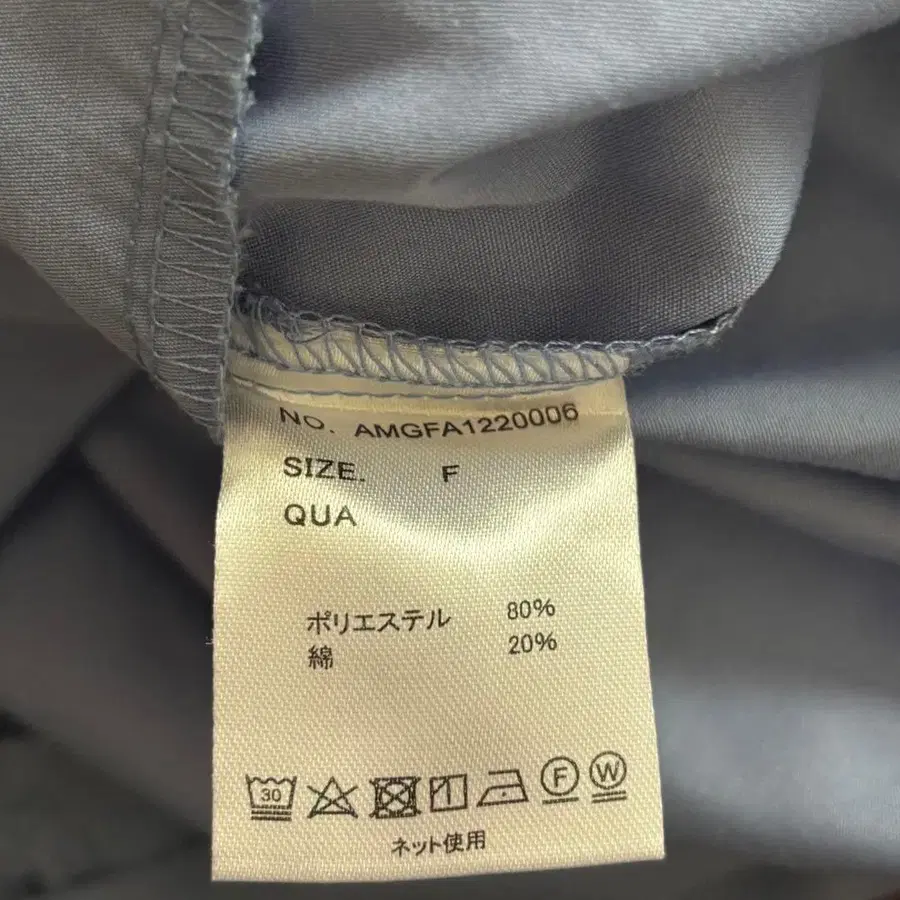 NO. AMGFA1220006
SIZE. F
QUA
ポリエステル 80%
綿 20%
30 F W
ネット使用